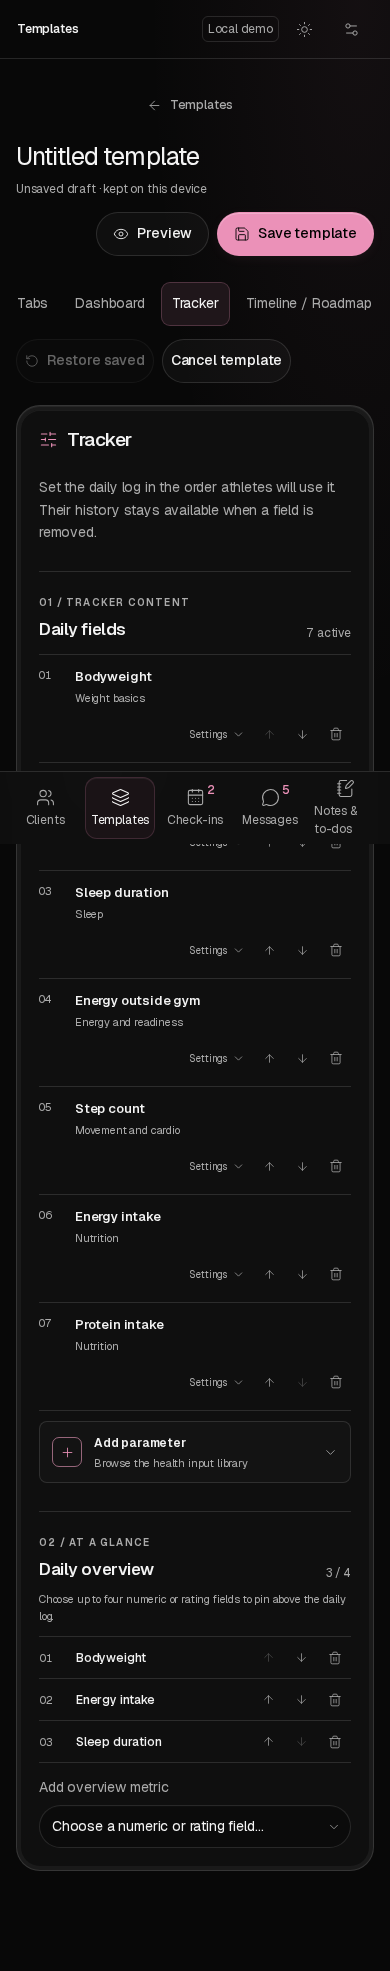 Templates
Local demo
Templates
Untitled template
Unsaved draft · kept on this device
Preview
Save template
Tabs
Dashboard
Tracker
Timeline / Roadmap
Restore saved
Cancel template
Tracker
Set the daily log in the order athletes will use it.
Their history stays available when a field is
removed.
01 / TRACKER CONTENT
Daily fields
7 active
01
Bodyweight
Weight basics
Settings
Clients
Templates
2
Check-ins
5
Messages
Notes &
to-dos
03
Sleep duration
Sleep
Settings
04
Energy outside gym
Energy and readiness
Settings
05
Step count
Movement and cardio
Settings
06
Energy intake
Nutrition
Settings
07
Protein intake
Nutrition
Settings
Add parameter
Browse the health input library
02 / AT A GLANCE
Daily overview
3 / 4
Choose up to four numeric or rating fields to pin above the daily
log.
01
Bodyweight
02
Energy intake
03
Sleep duration
Add overview metric
Choose a numeric or rating field...